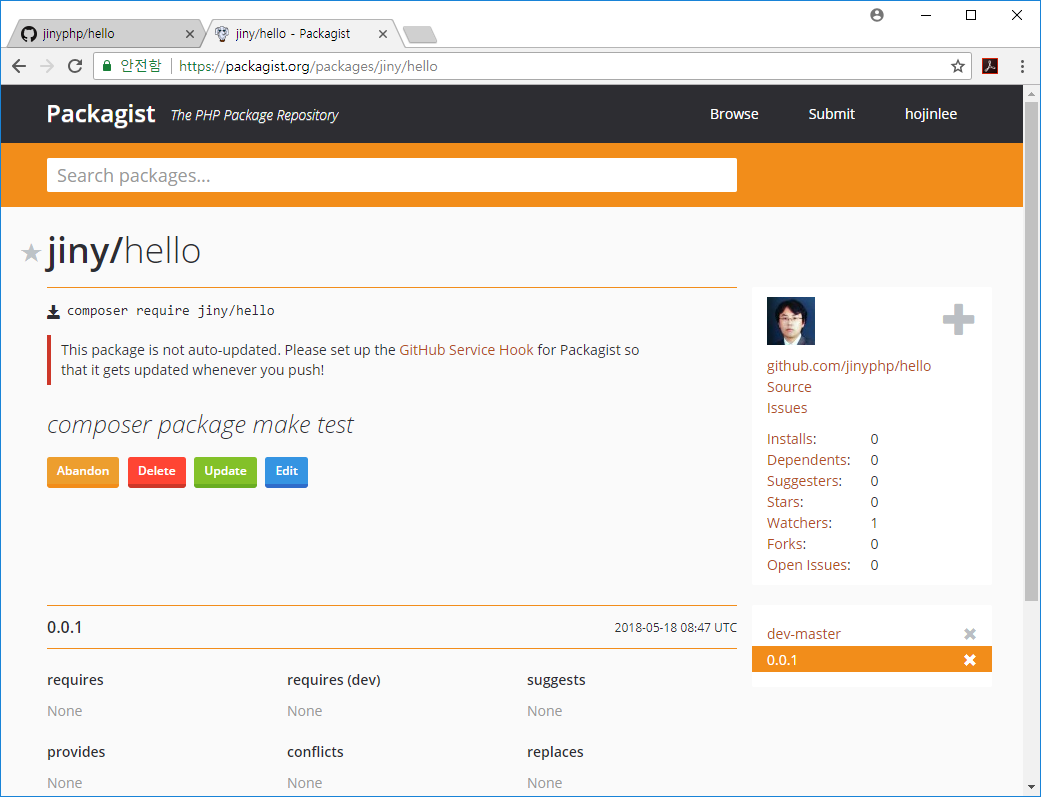 jinyphp/hello
jiny/hello - Packagist
안전함 https://packagist.org/packages/jiny/hello
Packagist The PHP Package Repository Browse Submit hojinlee
Search packages...
jiny/hello
composer require jiny/hello
This package is not auto-updated. Please set up the GitHub Service Hook for Packagist so
that it gets updated whenever you push!
composer package make test
Abandon Delete Update Edit
github.com/jinyphp/hello
Source
Issues
Installs: 0
Dependents: 0
Suggesters: 0
Stars: 0
Watchers: 1
Forks: 0
Open Issues: 0
0.0.1 2018-05-18 08:47 UTC
dev-master
0.0.1
requires requires (dev) suggests
None None None
provides conflicts replaces
None None None